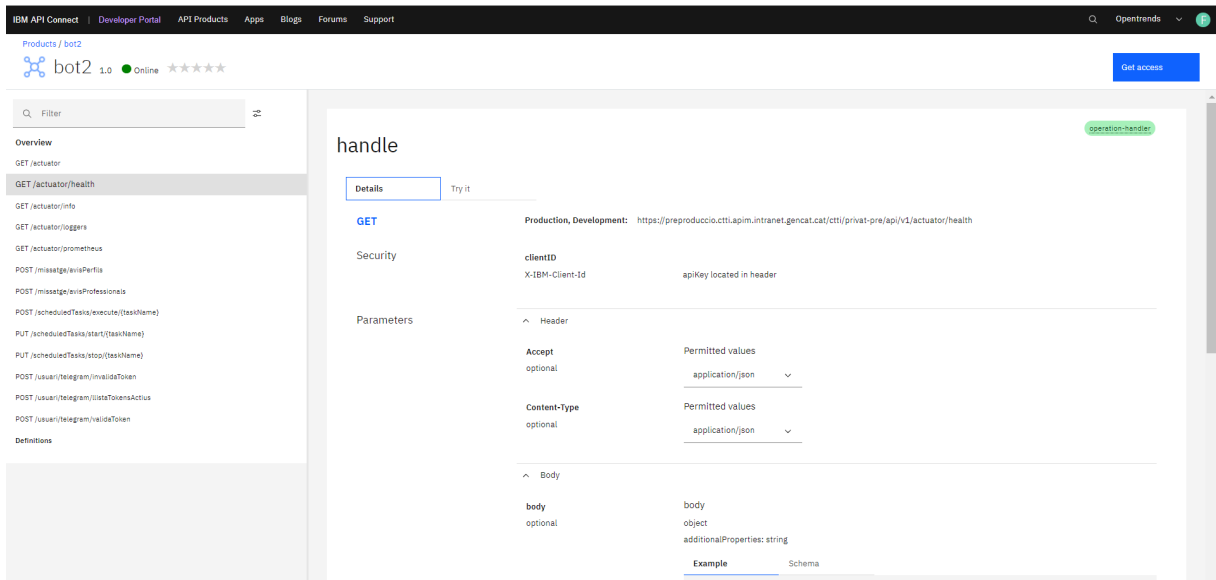 IBM API Connect | Developer Portal API Products Apps Blogs Forums Support Opentrends F
Products / bot2
bot2 1.0 Online
Get access
Filter
Overview
GET /actuator
GET /actuator/health
GET /actuator/info
GET /actuator/loggers
GET /actuator/prometheus
POST /missatge/avisPerfils
POST /missatge/avisProfessionals
POST /scheduledTasks/execute/{taskName}
PUT /scheduledTasks/start/{taskName}
PUT /scheduledTasks/stop/{taskName}
POST /usuari/telegram/invalidaToken
POST /usuari/telegram/llistaTokensActius
POST /usuari/telegram/validaToken
Definitions
operation-handler
handle
Details Try it
GET Production, Development: https://preproduccio.ctti.apim.intranet.gencat.cat/ctti/privat-pre/api/v1/actuator/health
Security clientID
X-IBM-Client-Id apiKey located in header
Parameters Header
Accept Permitted values
optional application/json
Content-Type Permitted values
optional application/json
Body
body body
optional object
additionalProperties: string
Example Schema